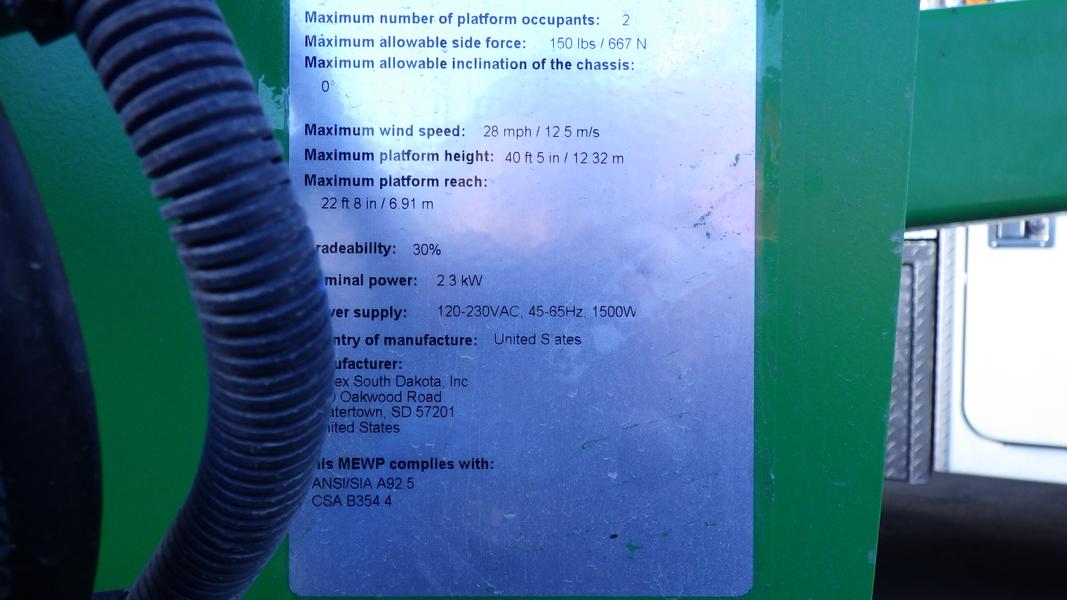 Maximum number of platform occupants: 2
Maximum allowable side force: 150 lbs / 667 N
Maximum allowable inclination of the chassis:
0°
Maximum wind speed: 28 mph / 12 5 m/s
Maximum platform height: 40 ft 5 in / 12 32 m
Maximum platform reach:
22 ft 8 in / 6.91 m
radeability: 30%
minal power: 2 3 kW
ver supply: 120-230VAC, 45-65Hz, 1500W
ntry of manufacture: United S ates
ufacturer:
ex South Dakota, Inc
Oakwood Road
atertown, SD 57201
ited States
is MEWP complies with:
ANSI/SIA A92.5
CSA B354.4